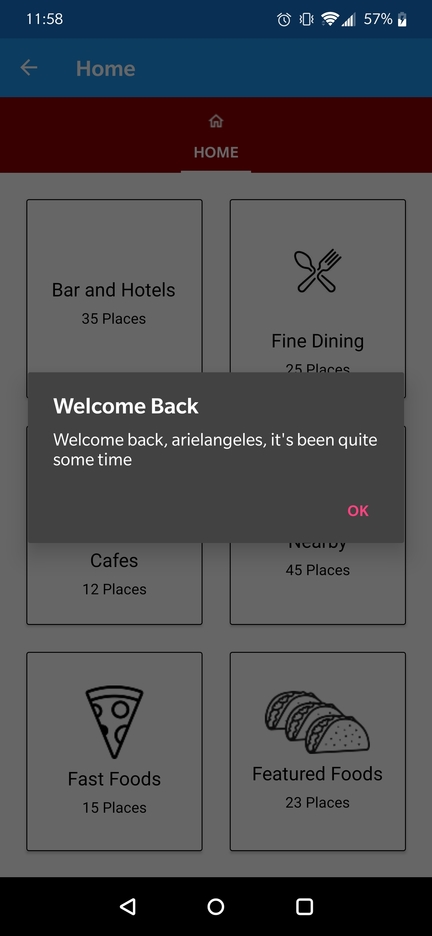 11:58
57%
Home
HOME
Bar and Hotels
35 Places
Fine Dining
25 Places
Welcome Back
Welcome back, arielangeles, it's been quite
some time
OK
Cafes
12 Places
Nearby
45 Places
Fast Foods
15 Places
Featured Foods
23 Places